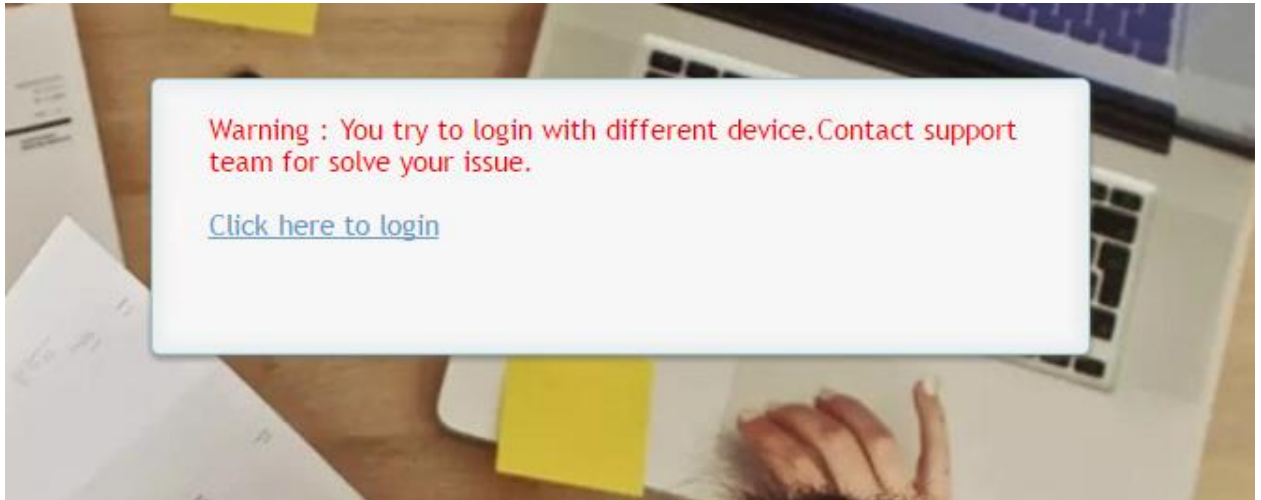 Warning : You try to login with different device.Contact support
team for solve your issue.
Click here to login